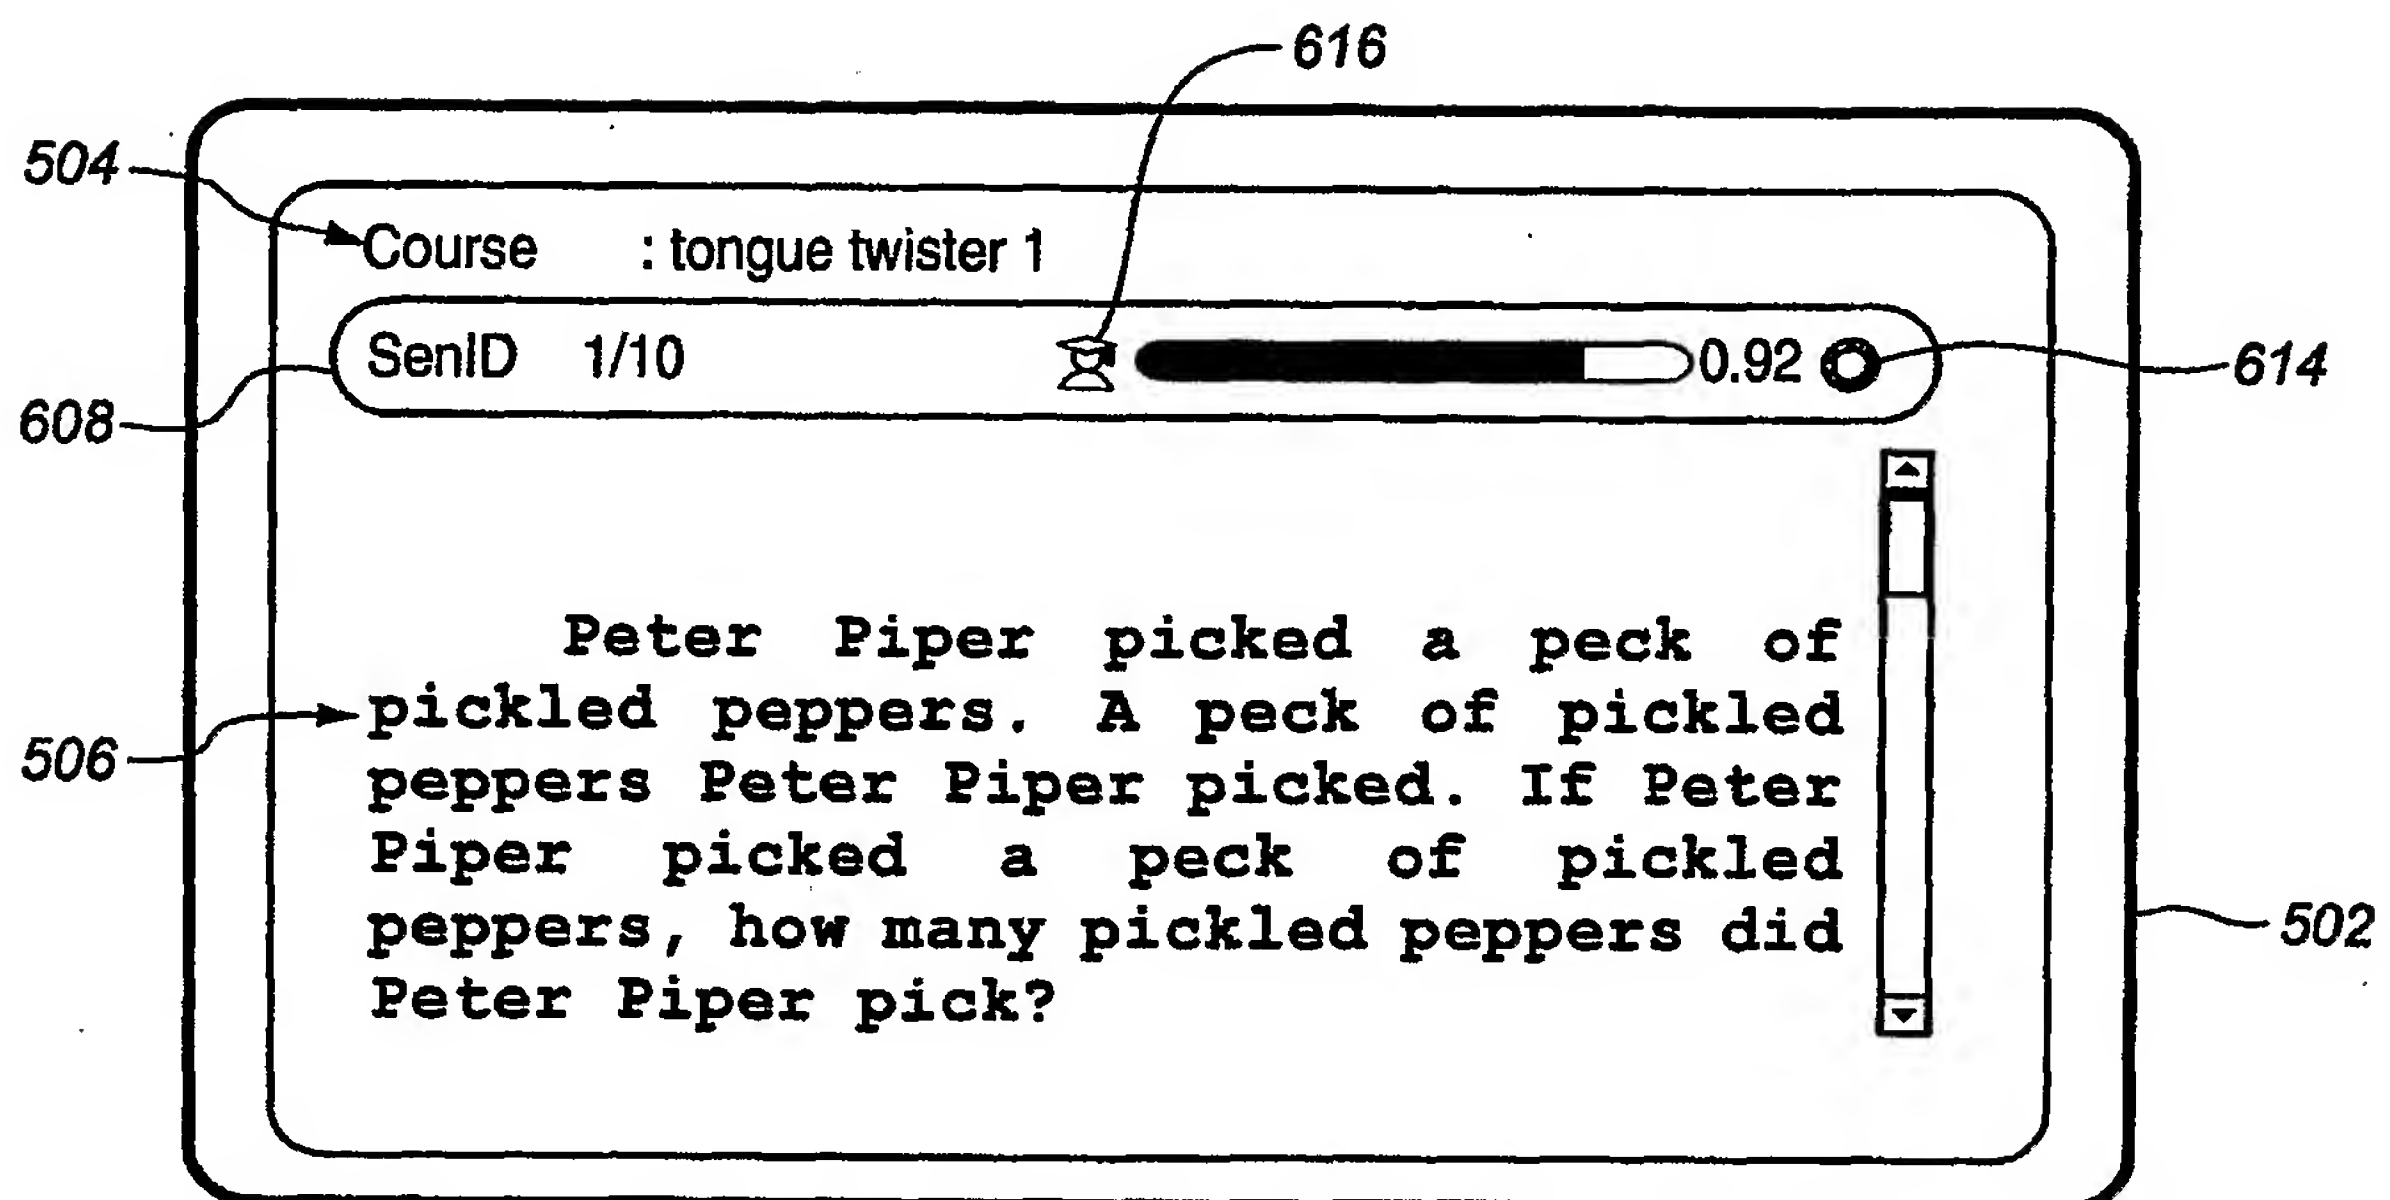 616
504
Course : tongue twister 1
SenID 1/10 0.92
614
608
Peter Piper picked a peck of
pickled peppers. A peck of pickled
506
peppers Peter Piper picked. If Peter
Piper picked a peck of pickled
peppers, how many pickled peppers did
502
Peter Piper pick?